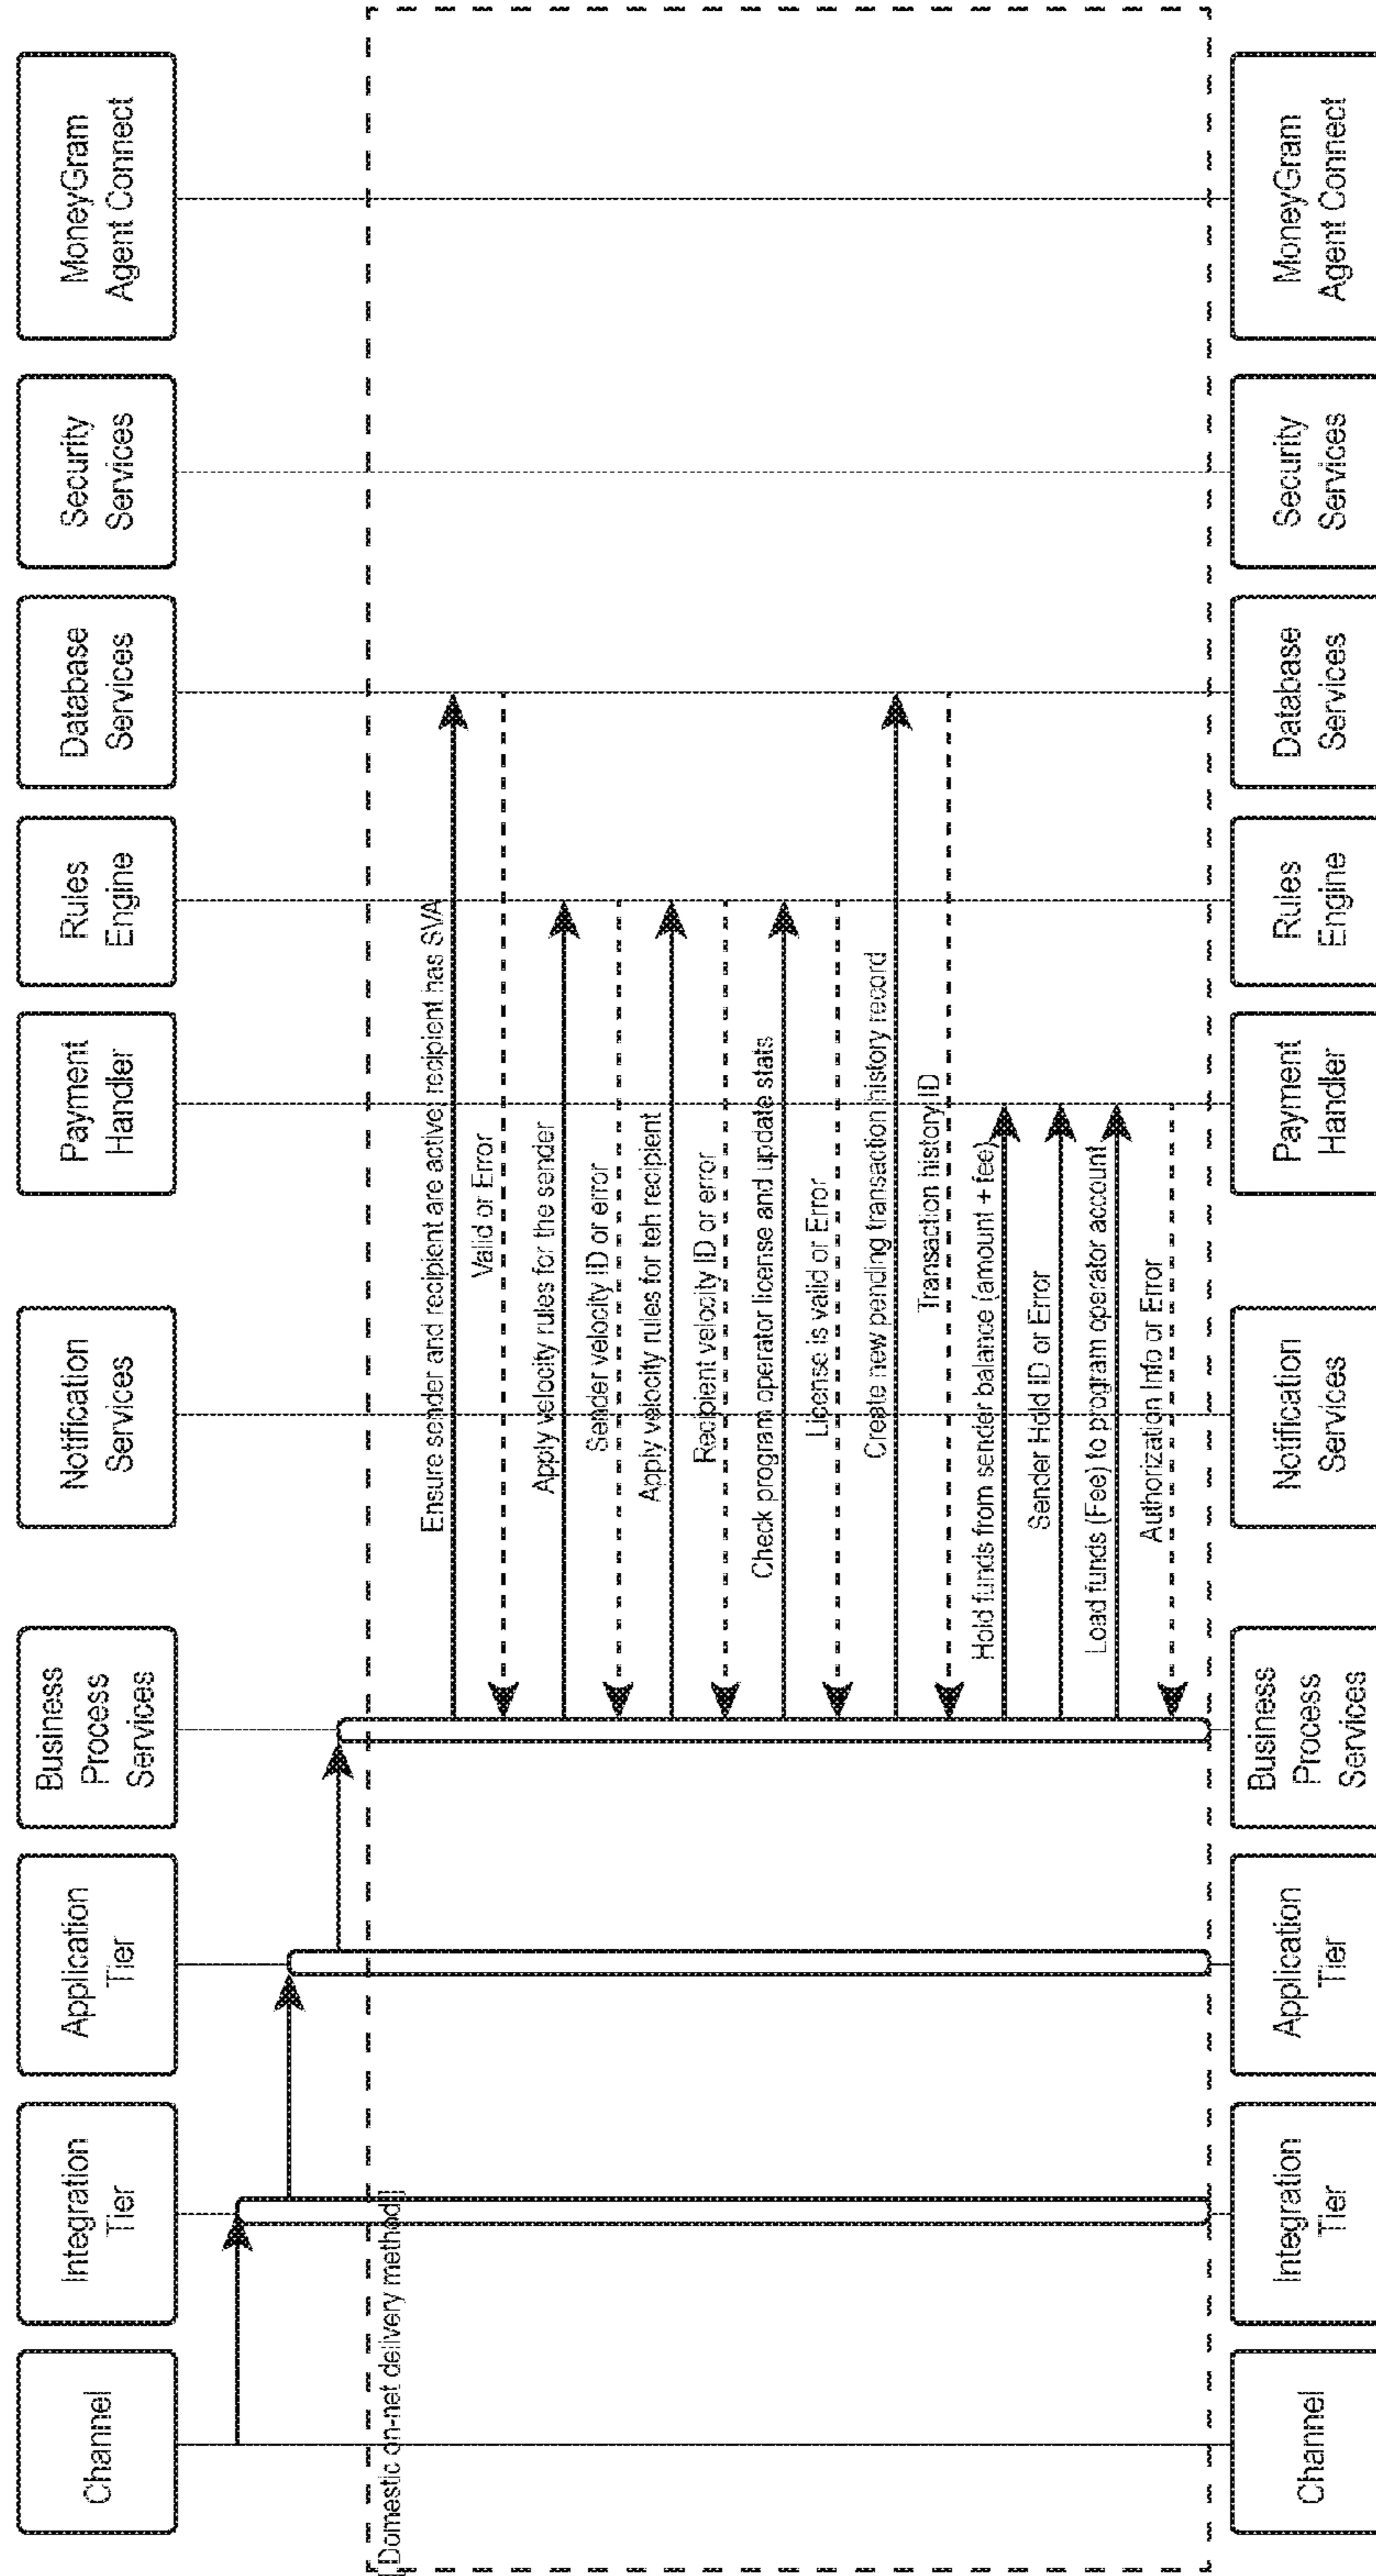 Channel
Integration
Tier
Application
Tier
Business
Process
Services
Notification
Services
Payment
Handler
Rules
Engine
Database
Services
Security
Services
MoneyGram
Agent Connect
[Domestic on-net delivery method]
Ensure sender and recipient are active, recipient has SVA
Valid or Error
Apply velocity rules for the sender
Sender velocity ID or error
Apply velocity rules for teh recipient
Recipient velocity ID or error
Check program operator license and update stats
License is valid or Error
Create new pending transaction history record
Transaction history ID
Hold funds from sender balance (amount + fee)
Sender Hold ID or Error
Load funds (Fee) to program operator account
Authorization Info or Error
Channel
Integration
Tier
Application
Tier
Business
Process
Services
Notification
Services
Payment
Handler
Rules
Engine
Database
Services
Security
Services
MoneyGram
Agent Connect